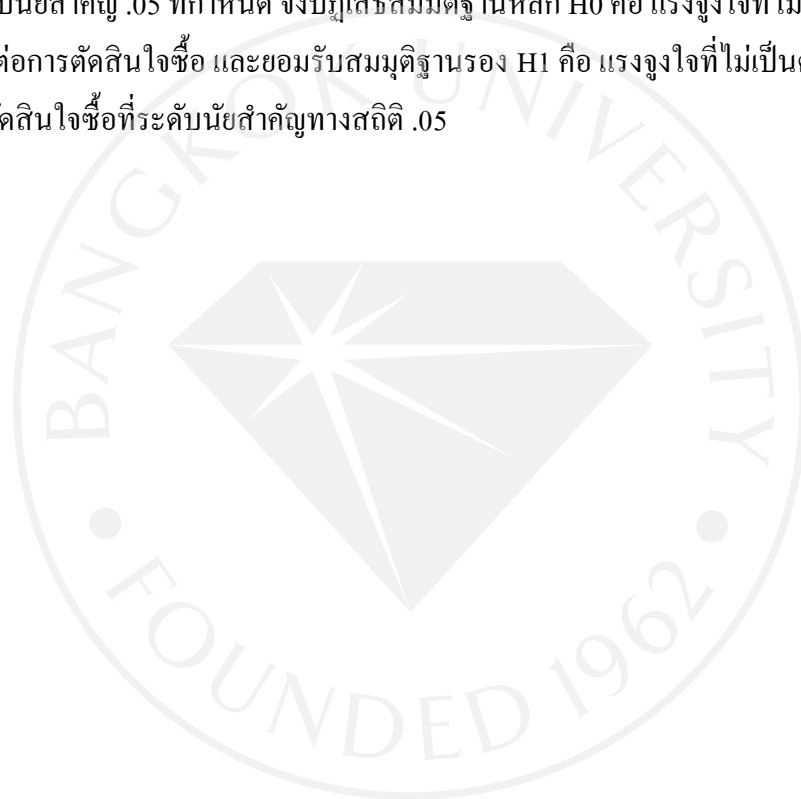 นัยสำคัญ .05 ที่กำหนด จึงปฏิเสธสมมติฐานหลัก H0 คือ แรงจูงใจที่ไม่
ต่อการตัดสินใจซื้อ และยอมรับสมมุติฐานรอง H1 คือ แรงจูงใจที่ไม่เป็น
ตัดสินใจซื้อที่ระดับนัยสำคัญทางสถิติ .05
BANGKOK UNIVERSITY
FOUNDED 1962